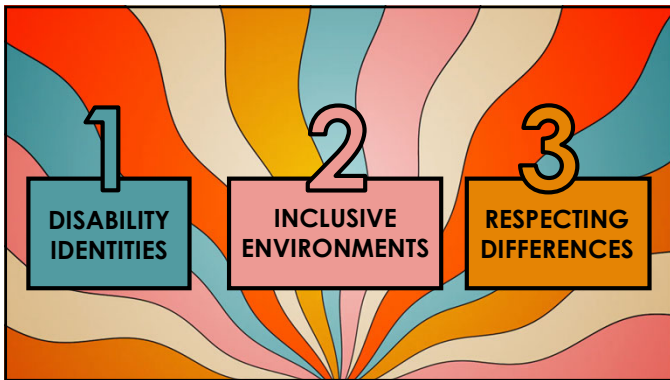 1
DISABILITY
IDENTITIES
2
INCLUSIVE
ENVIRONMENTS
3
RESPECTING
DIFFERENCES